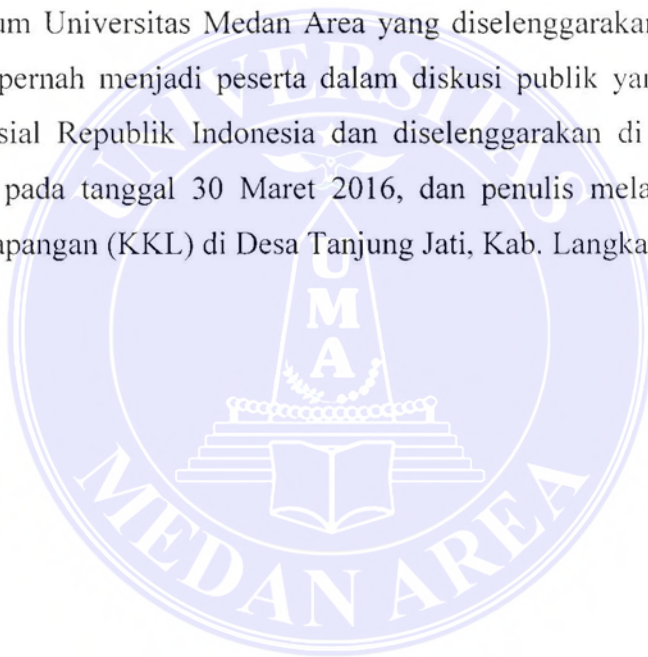 um Universitas Medan Area yang diselenggarakan
pernah menjadi peserta dalam diskusi publik yan
sial Republik Indonesia dan diselenggarakan di
pada tanggal 30 Maret 2016, dan penulis mela
apangan (KKL) di Desa Tanjung Jati, Kab. Langka
UNIVERSITAS
U
M
A
MEDAN AREA